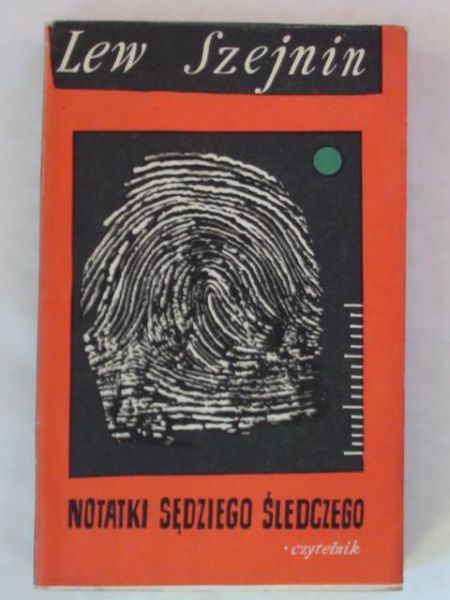 Lew Szejnin
NOTATKI SĘDZIEGO ŚLEDCZEGO
·czytelnik